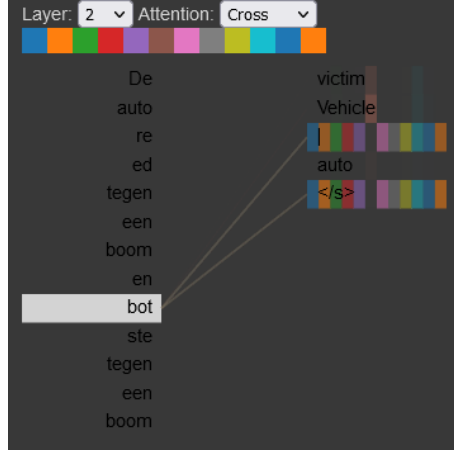 Layer: 2 Attention: Cross
De victim
auto Vehicle
re |
ed auto
tegen </s>
een
boom
en
bot
ste
tegen
een
boom